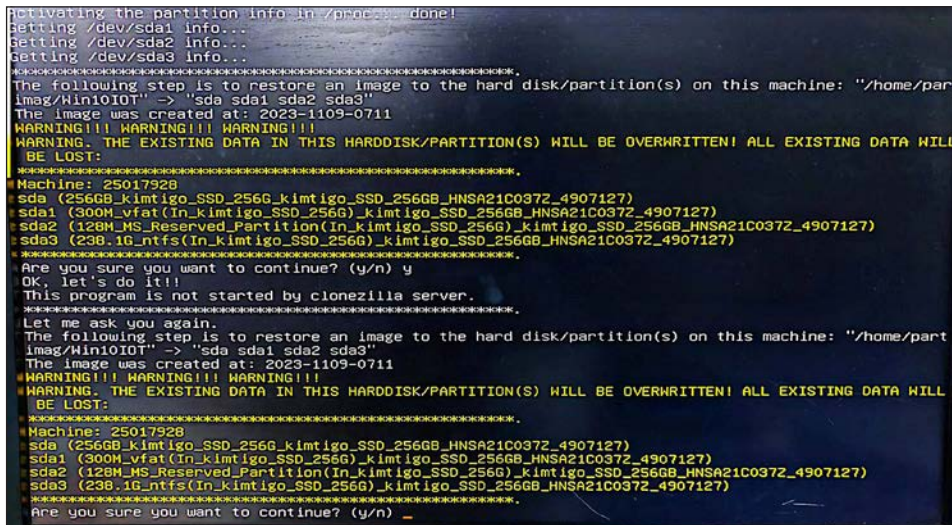 Activating the partition info in /proc... done!
Getting /dev/sda1 info...
Getting /dev/sda2 info...
Getting /dev/sda3 info...
*****************************************************.
The following step is to restore an image to the hard disk/partition(s) on this machine: "/home/par
imag/Win10IOT" -> "sda sda1 sda2 sda3"
The image was created at: 2023-1109-0711
WARNING!!! WARNING!!! WARNING!!!
WARNING. THE EXISTING DATA IN THIS HARDDISK/PARTITION(S) WILL BE OVERWRITTEN! ALL EXISTING DATA WILL
BE LOST:
*****************************************************.
Machine: 25017928
sda (256GB_kimtigo_SSD_256G_kimtigo_SSD_256GB_HNSA21C037Z_4907127)
sda1 (300M_vfat(In_kimtigo_SSD_256G)_kimtigo_SSD_256GB_HNSA21C037Z_4907127)
sda2 (128M_MS_Reserved_Partition(In_kimtigo_SSD_256G)_kimtigo_SSD_256GB_HNSA21C037Z_4907127)
sda3 (238.1G_ntfs(In_kimtigo_SSD_256G)_kimtigo_SSD_256GB_HNSA21C037Z_4907127)
*****************************************************.
Are you sure you want to continue? (y/n) y
OK, let's do it!!
This program is not started by clonezilla server.
*****************************************************.
Let me ask you again.
The following step is to restore an image to the hard disk/partition(s) on this machine: "/home/part
imag/Win10IOT" -> "sda sda1 sda2 sda3"
The image was created at: 2023-1109-0711
WARNING!!! WARNING!!! WARNING!!!
WARNING. THE EXISTING DATA IN THIS HARDDISK/PARTITION(S) WILL BE OVERWRITTEN! ALL EXISTING DATA WILL
BE LOST:
*****************************************************.
Machine: 25017928
sda (256GB_kimtigo_SSD_256G_kimtigo_SSD_256GB_HNSA21C037Z_4907127)
sda1 (300M_vfat(In_kimtigo_SSD_256G)_kimtigo_SSD_256GB_HNSA21C037Z_4907127)
sda2 (128M_MS_Reserved_Partition(In_kimtigo_SSD_256G)_kimtigo_SSD_256GB_HNSA21C037Z_4907127)
sda3 (238.1G_ntfs(In_kimtigo_SSD_256G)_kimtigo_SSD_256GB_HNSA21C037Z_4907127)
*****************************************************.
Are you sure you want to continue? (y/n) _